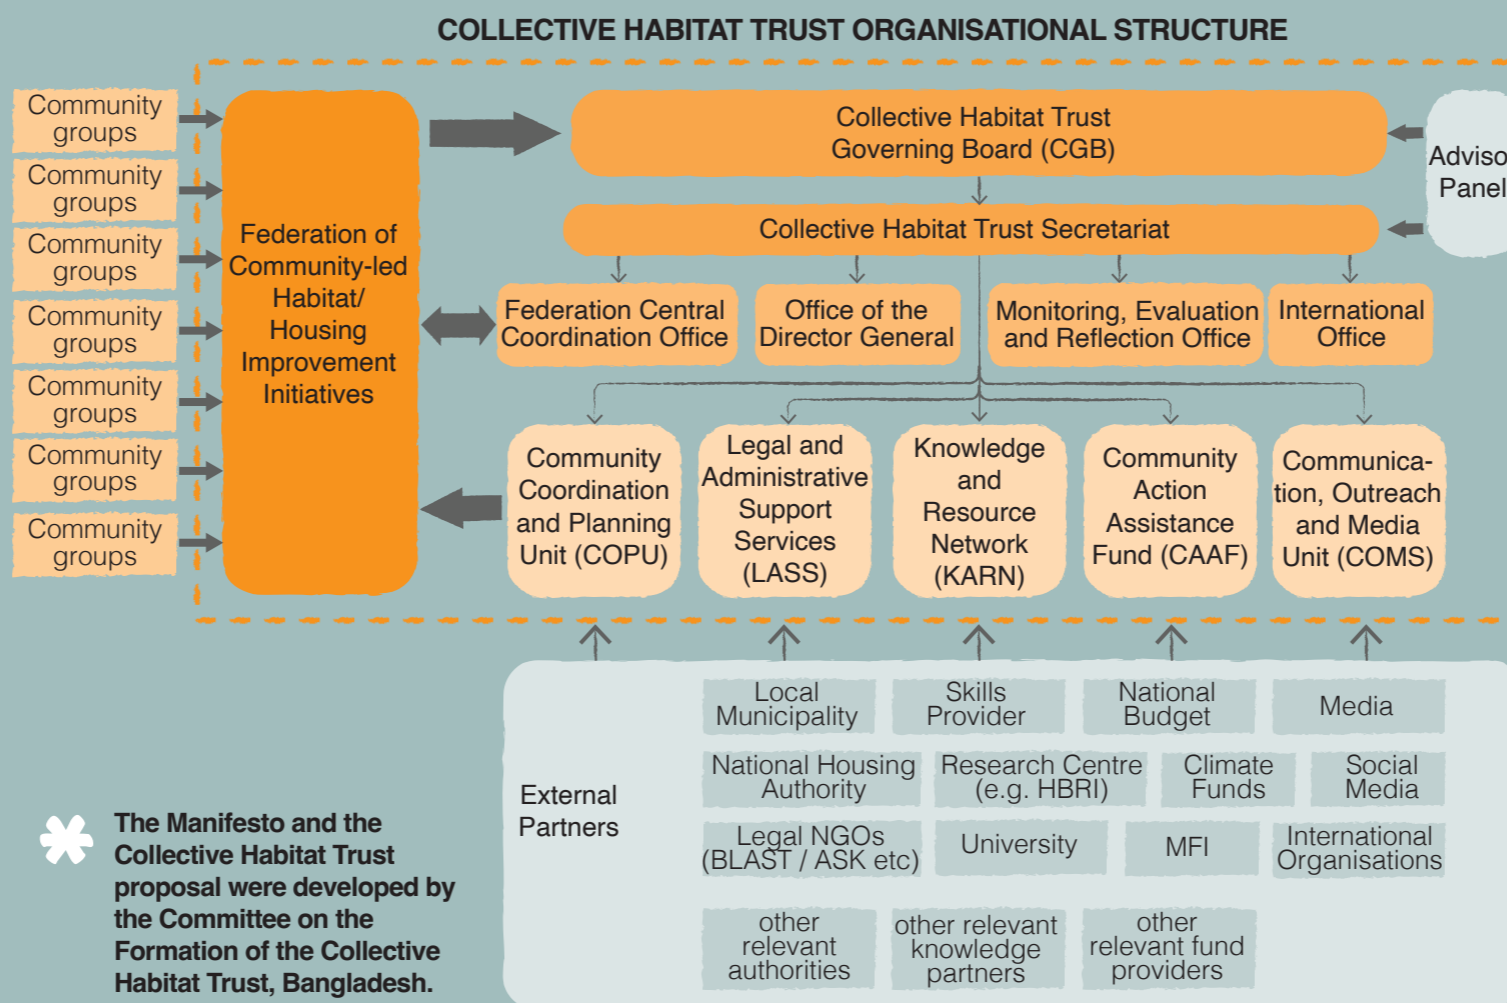 COLLECTIVE HABITAT TRUST ORGANISATIONAL STRUCTURE
Community
groups
Community
groups
Community
groups
Community
groups
Community
groups
Community
groups
Community
groups
Federation of
Community-led
Habitat/
Housing
Improvement
Initiatives
Collective Habitat Trust
Governing Board (CGB)
Adviso
Panel
Collective Habitat Trust Secretariat
Federation Central
Coordination Office
Office of the
Director General
Monitoring, Evaluation
and Reflection Office
International
Office
Community
Coordination
and Planning
Unit (COPU)
Legal and
Administrative
Support
Services
(LASS)
Knowledge
and
Resource
Network
(KARN)
Community
Action
Assistance
Fund (CAAF)
Communica-
tion, Outreach
and Media
Unit (COMS)
External
Partners
Local
Municipality
Skills
Provider
National
Budget
Media
National Housing
Authority
Research Centre
(e.g. HBRI)
Climate
Funds
Social
Media
Legal NGOs
(BLAST / ASK etc)
University
MFI
International
Organisations
other
relevant
authorities
other relevant
knowledge
partners
other
relevant fund
providers
The Manifesto and the
Collective Habitat Trust
proposal were developed by
the Committee on the
Formation of the Collective
Habitat Trust, Bangladesh.